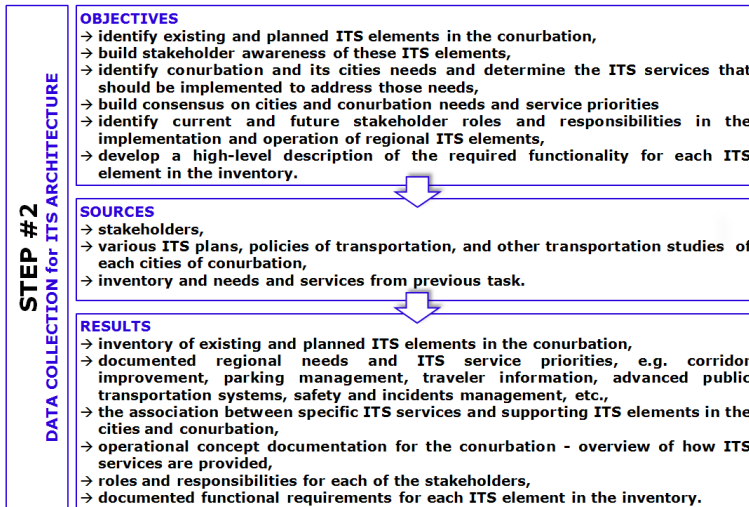 STEP #2
DATA COLLECTION for ITS ARCHITECTURE
OBJECTIVES
→ identify existing and planned ITS elements in the conurbation,
→ build stakeholder awareness of these ITS elements,
→ identify conurbation and its cities needs and determine the ITS services that
should be implemented to address those needs,
→ build consensus on cities and conurbation needs and service priorities
→ identify current and future stakeholder roles and responsibilities in the
implementation and operation of regional ITS elements,
→ develop a high-level description of the required functionality for each ITS
element in the inventory.
SOURCES
→ stakeholders,
→ various ITS plans, policies of transportation, and other transportation studies of
each cities of conurbation,
→ inventory and needs and services from previous task.
RESULTS
→ inventory of existing and planned ITS elements in the conurbation,
→ documented regional needs and ITS service priorities, e.g. corridor
improvement, parking management, traveler information, advanced public
transportation systems, safety and incidents management, etc.,
→ the association between specific ITS services and supporting ITS elements in the
cities and conurbation,
→ operational concept documentation for the conurbation - overview of how ITS
services are provided,
→ roles and responsibilities for each of the stakeholders,
→ documented functional requirements for each ITS element in the inventory.